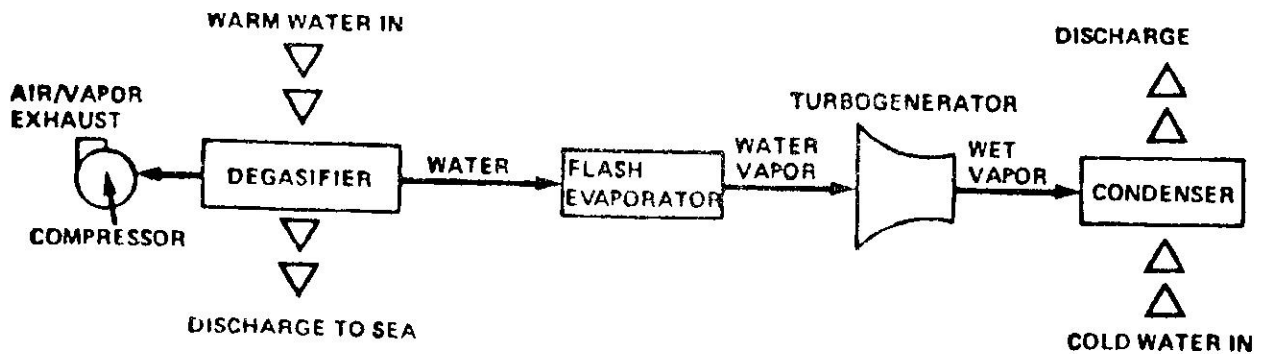 WARM WATER IN
DISCHARGE
AIR/VAPOR
EXHAUST
TURBOGENERATOR
DEGASIFIER
WATER
FLASH
EVAPORATOR
WATER
VAPOR
WET
VAPOR
CONDENSER
COMPRESSOR
DISCHARGE TO SEA
COLD WATER IN